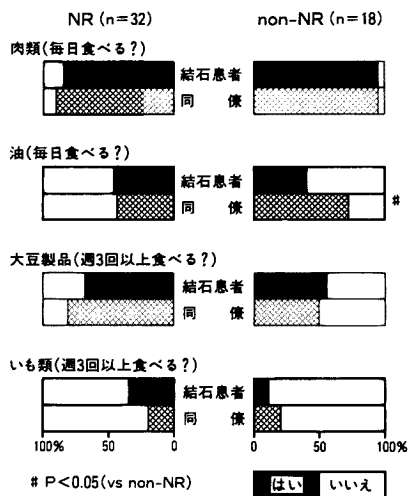 NR (n=32) non-NR (n=18)
肉類(毎日食べる?)
結石患者
同 僚
油(毎日食べる?)
結石患者
同 僚 #
大豆製品(週3回以上食べる?)
結石患者
同 僚
いも類(週3回以上食べる?)
結石患者
同 僚
100% 50 0 0 50 100%
# P<0.05(vs non-NR) はい いいえ